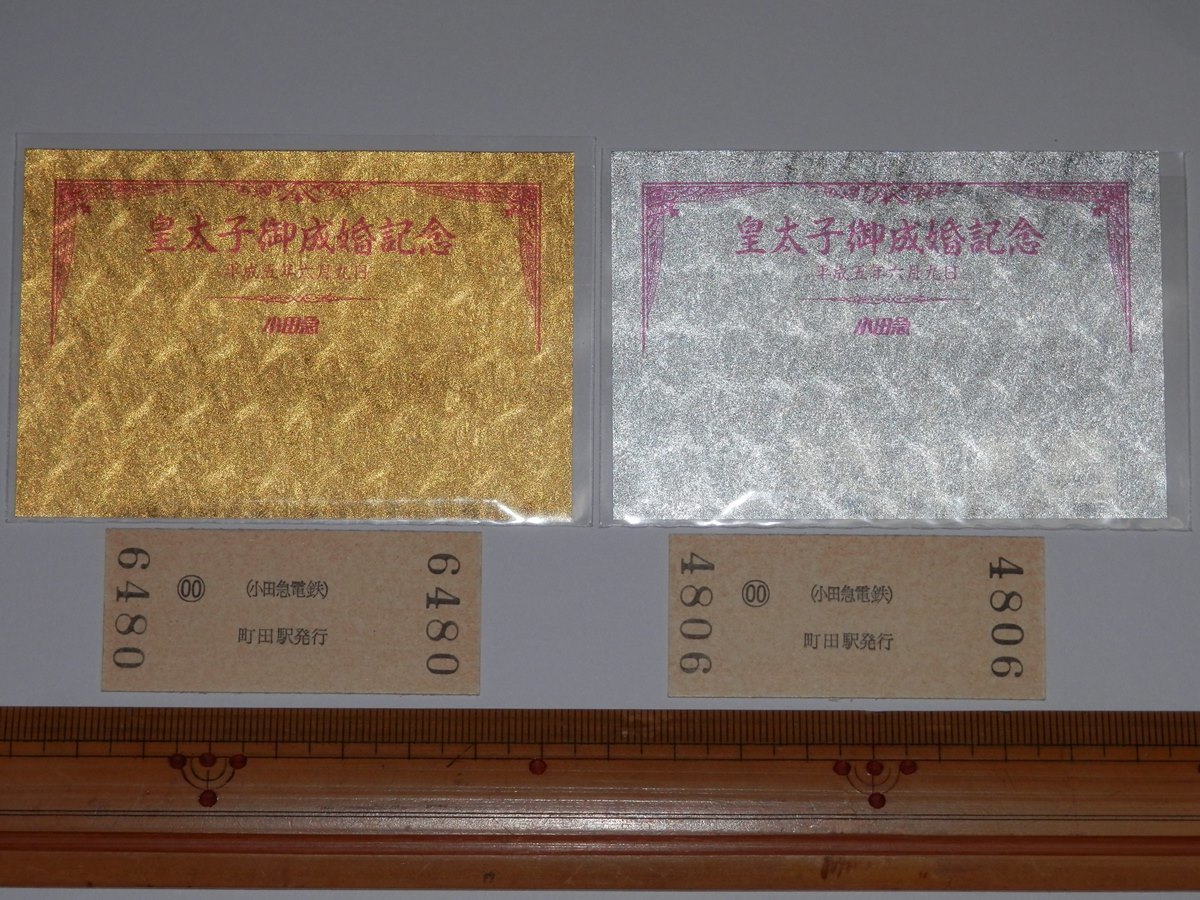 皇太子御成婚記念
平成五年六月九日
小田急
皇太子御成婚記念
平成五年六月九日
小田急
6480
00
(小田急電鉄)
町田駅発行
6480
4806
00
(小田急電鉄)
町田駅発行
4806